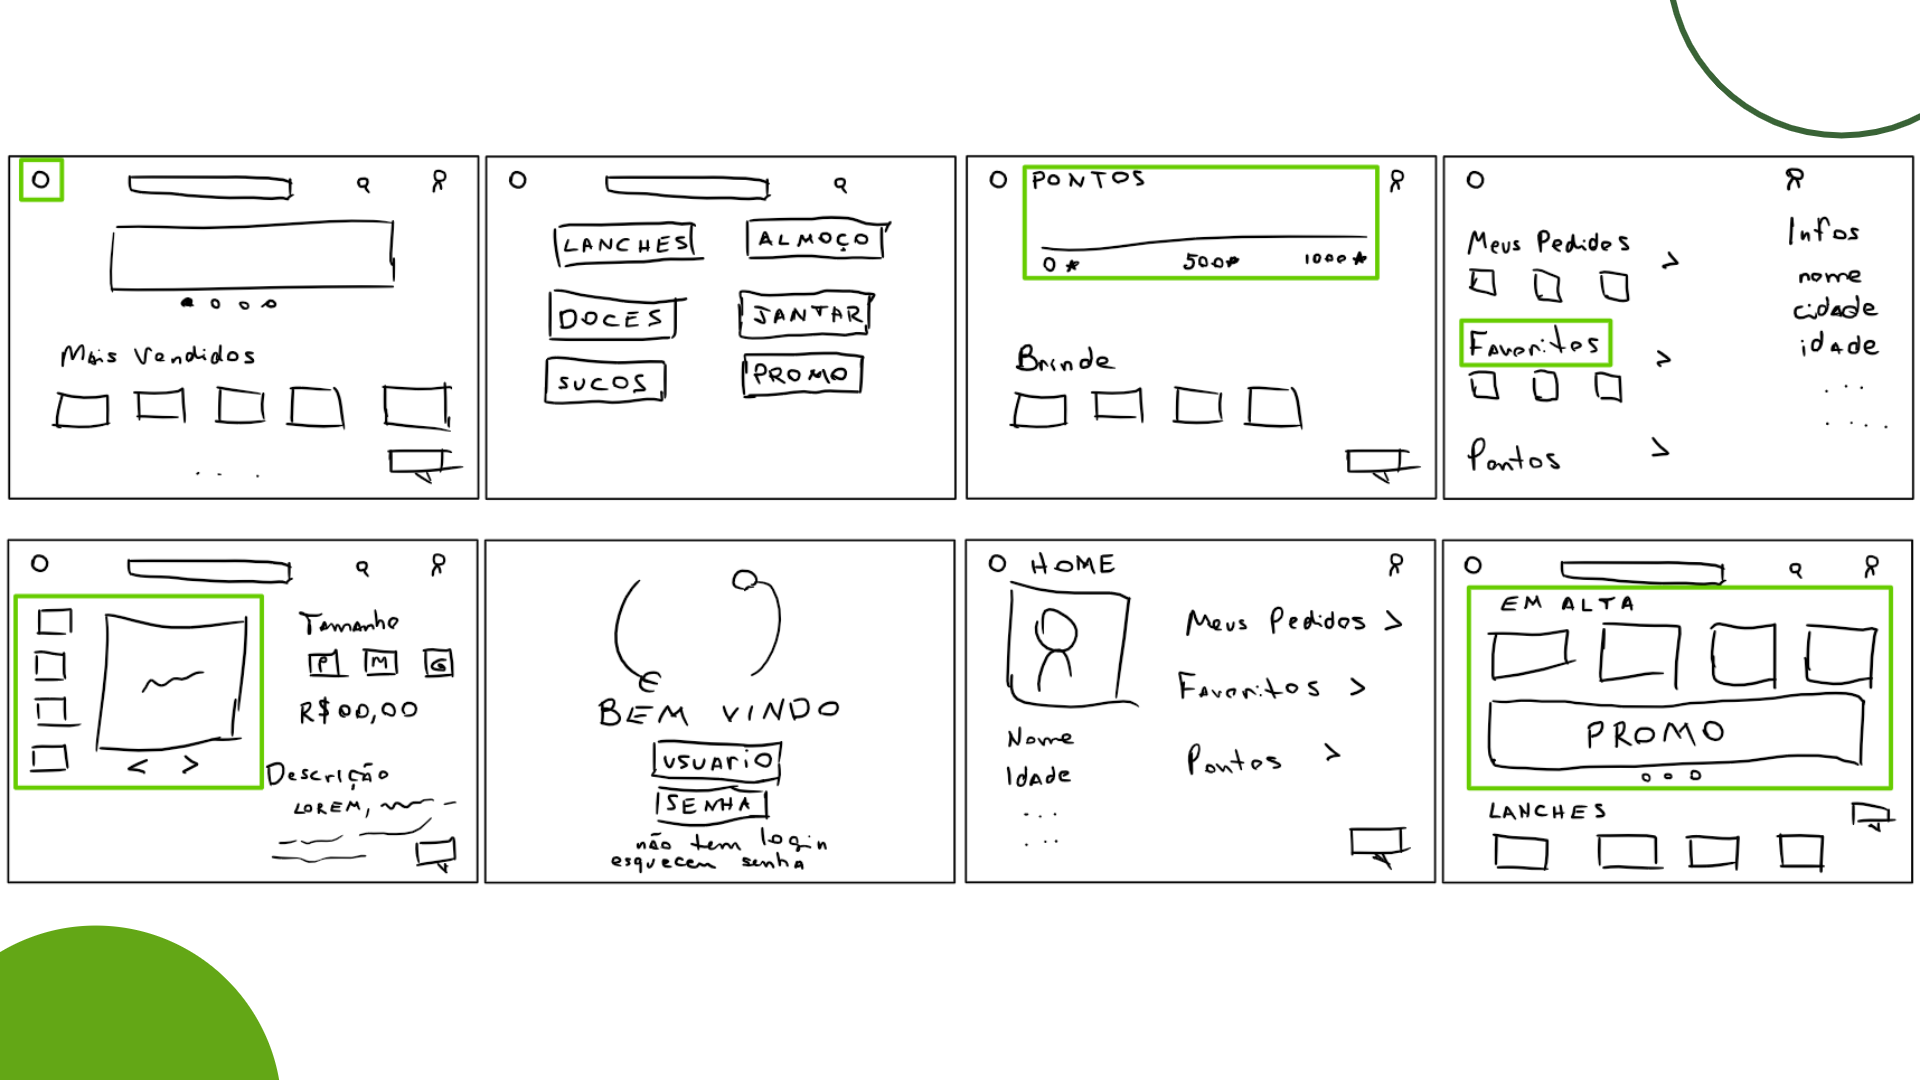 Mais Vendidos
LANCHES
ALMOÇO
DOCES
JANTAR
SUCOS
PROMO
PONTOS
0 ★ 500★ 1000 ★
Brinde
Meus Pedidos >
Favoritos >
Pontos >
Infos
nome
cidade
idade
. . .
. . . .
Tamanho
P M G
R$00,00
Descrição
LOREM,
< >
BEM VINDO
USUARIO
SENHA
não tem login
esqueceu senha
HOME
Meus Pedidos >
Favoritos >
Pontos >
Nome
Idade
. . .
. . .
EM ALTA
PROMO
LANCHES